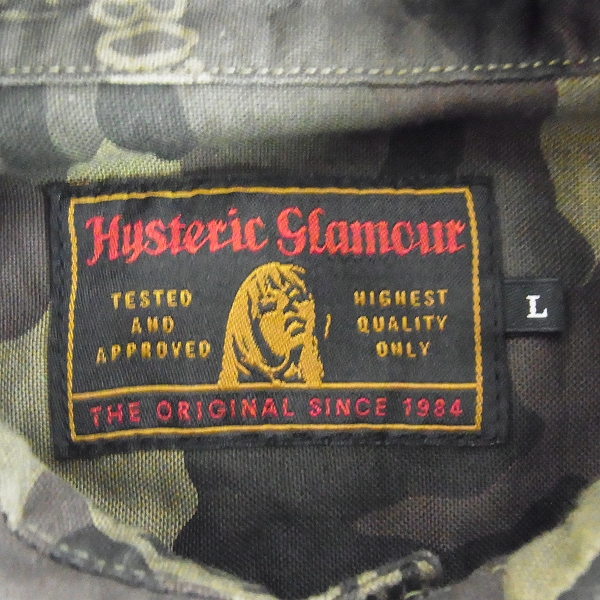 Hysteric Glamour
TESTED
AND
APPROVED
HIGHEST
QUALITY
ONLY
L
THE ORIGINAL SINCE 1984